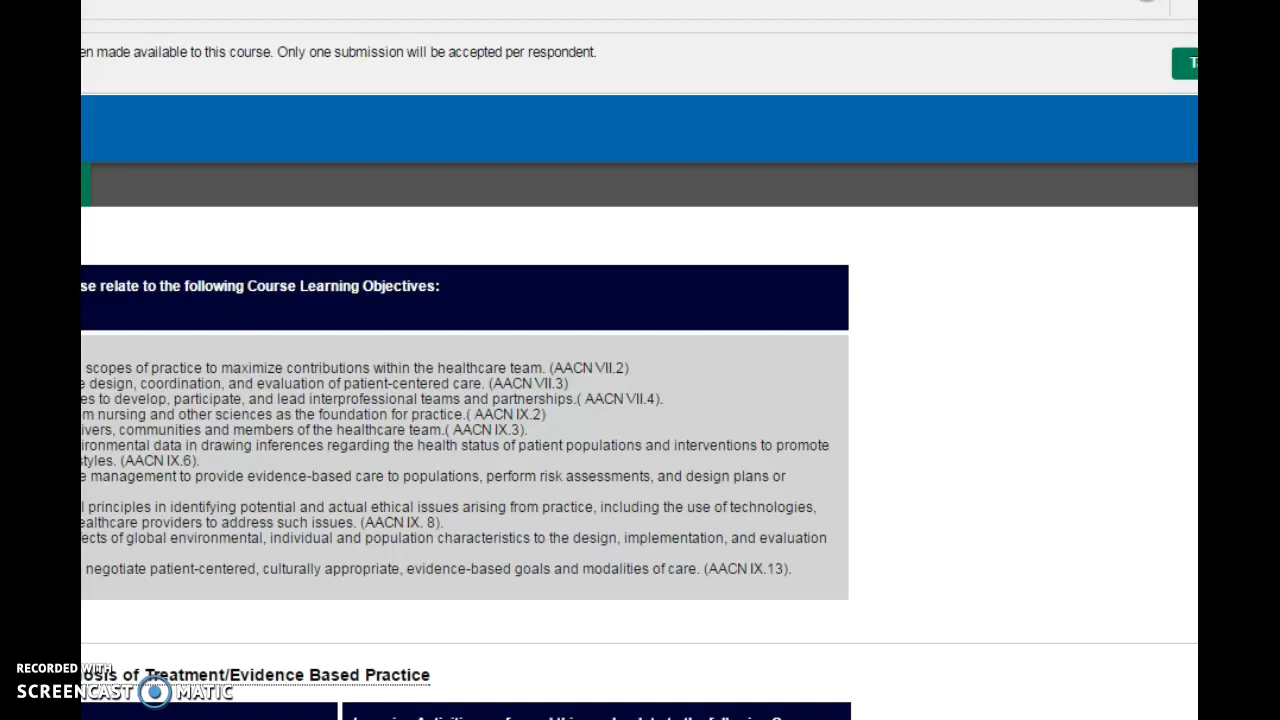 en made available to this course. Only one submission will be accepted per respondent.
T
se relate to the following Course Learning Objectives:
scopes of practice to maximize contributions within the healthcare team. (AACN VII.2)
e design, coordination, and evaluation of patient-centered care. (AACN VII.3)
es to develop, participate, and lead interprofessional teams and partnerships.( AACN VII.4).
m nursing and other sciences as the foundation for practice.( AACN IX.2)
ivers, communities and members of the healthcare team.( AACN IX.3).
ironmental data in drawing inferences regarding the health status of patient populations and interventions to promote
styles. (AACN IX.6).
e management to provide evidence-based care to populations, perform risk assessments, and design plans or
l principles in identifying potential and actual ethical issues arising from practice, including the use of technologies,
ealthcare providers to address such issues. (AACN IX. 8).
ects of global environmental, individual and population characteristics to the design, implementation, and evaluation
negotiate patient-centered, culturally appropriate, evidence-based goals and modalities of care. (AACN IX.13).
RECORDED WITH
osis of Treatment/Evidence Based Practice
SCREENCAST MATIC